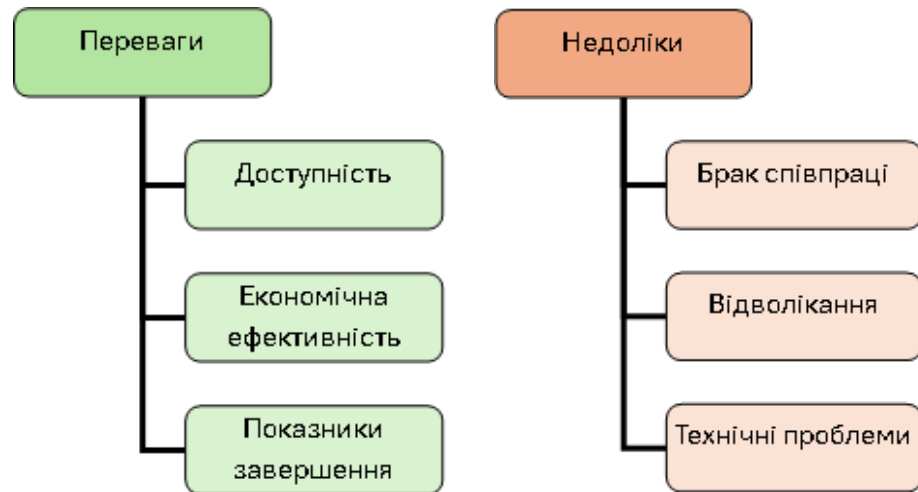 Переваги
Доступність
Економічна
ефективність
Показники
завершення
Недоліки
Брак співпраці
Відволікання
Технічні проблеми